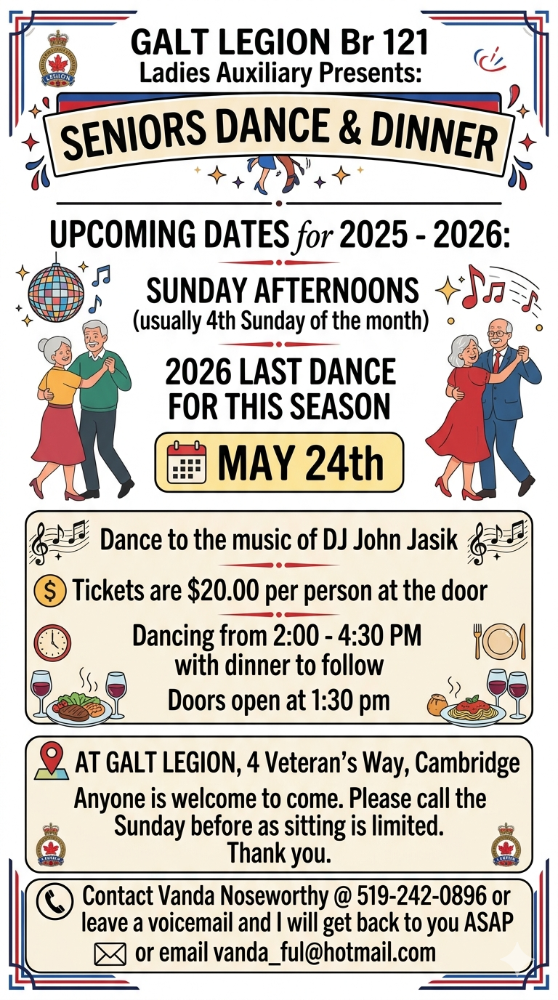 GALT LEGION Br 121
Ladies Auxiliary Presents:
SENIORS DANCE & DINNER
UPCOMING DATES for 2025 - 2026:
SUNDAY AFTERNOONS
(usually 4th Sunday of the month)
2026 LAST DANCE
FOR THIS SEASON
MAY 24th
Dance to the music of DJ John Jasik
$ Tickets are $20.00 per person at the door
Dancing from 2:00 - 4:30 PM
with dinner to follow
Doors open at 1:30 pm
AT GALT LEGION, 4 Veteran's Way, Cambridge
Anyone is welcome to come. Please call the
Sunday before as sitting is limited.
Thank you.
Contact Vanda Noseworthy @ 519-242-0896 or
leave a voicemail and I will get back to you ASAP
or email vanda_ful@hotmail.com